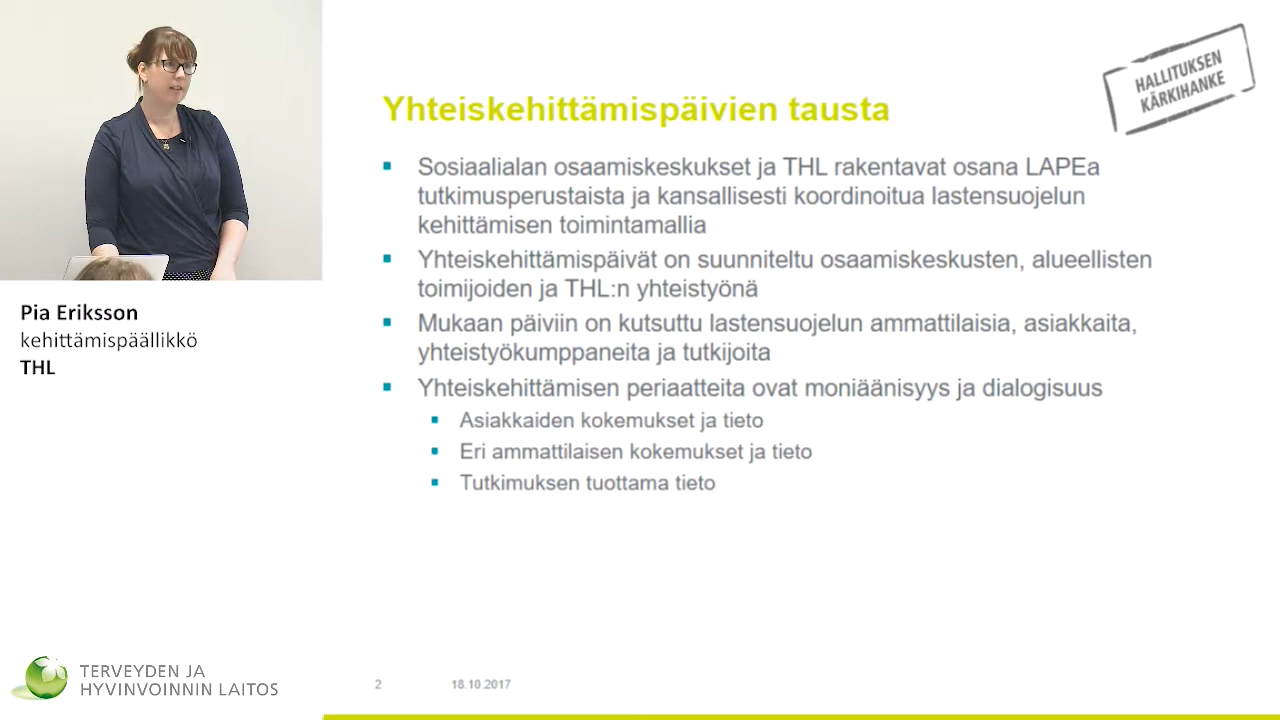 HALLITUKSEN
KÄRKIHANKE
Yhteiskehittämispäivien tausta
Sosiaalialan osaamiskeskukset ja THL rakentavat osana LAPEa
tutkimusperustaista ja kansallisesti koordinoitua lastensuojelun
kehittämisen toimintamallia
Yhteiskehittämispäivät on suunniteltu osaamiskeskusten, alueellisten
toimijoiden ja THL:n yhteistyönä
Mukaan päiviin on kutsuttu lastensuojelun ammattilaisia, asiakkaita,
yhteistyökumppaneita ja tutkijoita
Yhteiskehittämisen periaatteita ovat moniäänisyys ja dialogisuus
Asiakkaiden kokemukset ja tieto
Eri ammattilaisen kokemukset ja tieto
Tutkimuksen tuottama tieto
Pia Eriksson
kehittämispäällikkö
THL
TERVEYDEN JA
HYVINVOINNIN LAITOS
2 18.10.2017